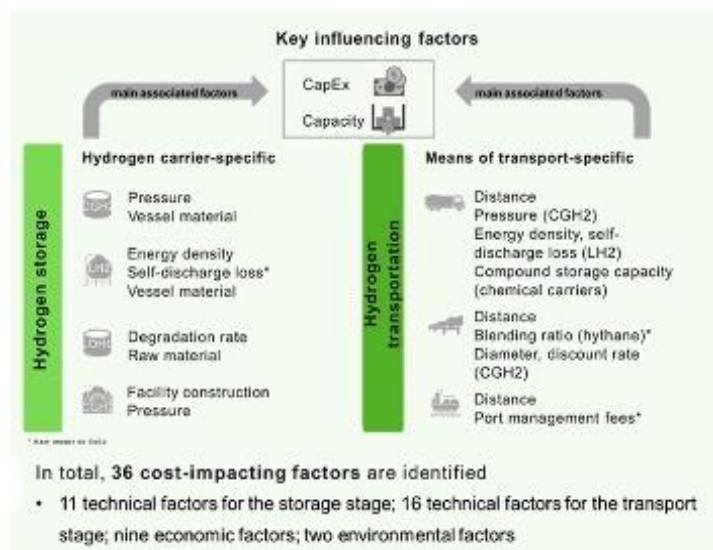 Key influencing factors
main associated factors
CapEx
Capacity
main associated factors
Hydrogen storage
Hydrogen carrier-specific
CGH2
Pressure
Vessel material
LH2
Energy density
Self-discharge loss*
Vessel material
Degradation rate
Raw material
Facility construction
Pressure
Hydrogen
transportation
Means of transport-specific
Distance
Pressure (CGH2)
Energy density, self-
discharge loss (LH2)
Compound storage capacity
(chemical carriers)
Distance
Blending ratio (hythane)*
Diameter, discount rate
(CGH2)
Distance
Port management fees*
In total, 36 cost-impacting factors are identified
• 11 technical factors for the storage stage; 16 technical factors for the transport
stage; nine economic factors; two environmental factors